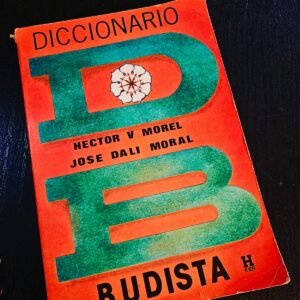 DICCIONARIO
D
HECTOR V MOREL
JOSE DALI MORAL
B
BUDISTA
H